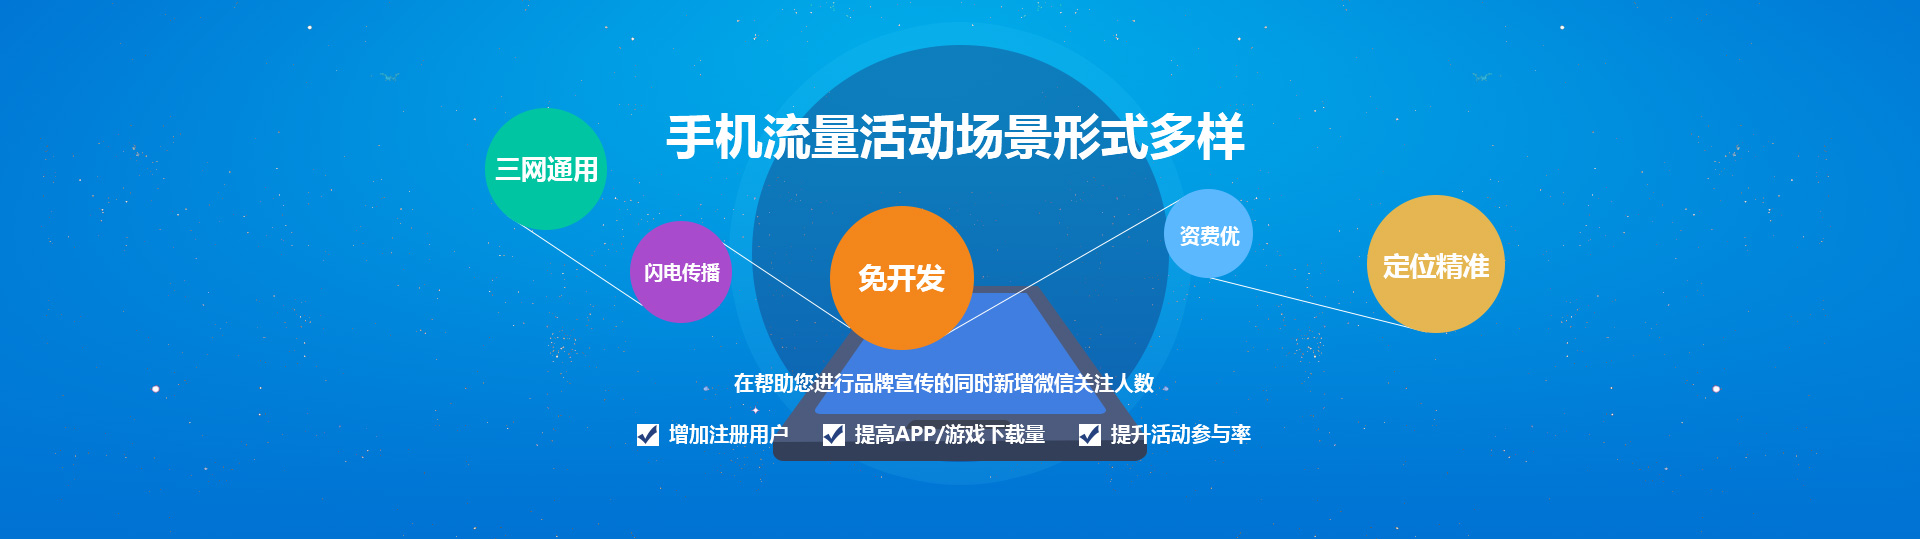 手机流量活动场景形式多样
三网通用
闪电传播
免开发
资费优
定位精准
在帮助您进行品牌宣传的同时新增微信关注人数
增加注册用户 提高APP/游戏下载量 提升活动参与率